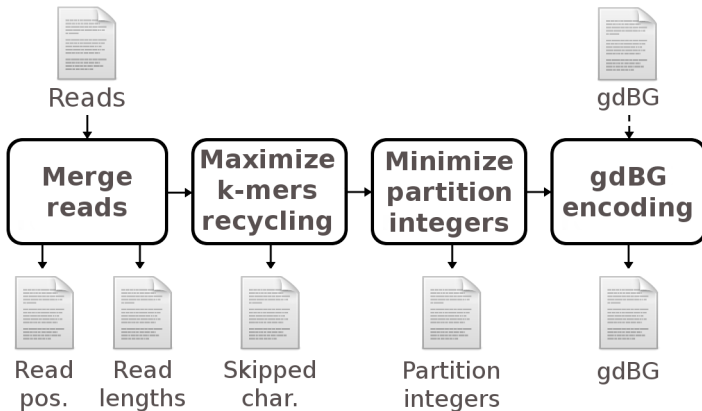 Reads
gdBG
Merge
reads
Maximize
k-mers
recycling
Minimize
partition
integers
gdBG
encoding
Read
pos.
Read
lengths
Skipped
char.
Partition
integers
gdBG